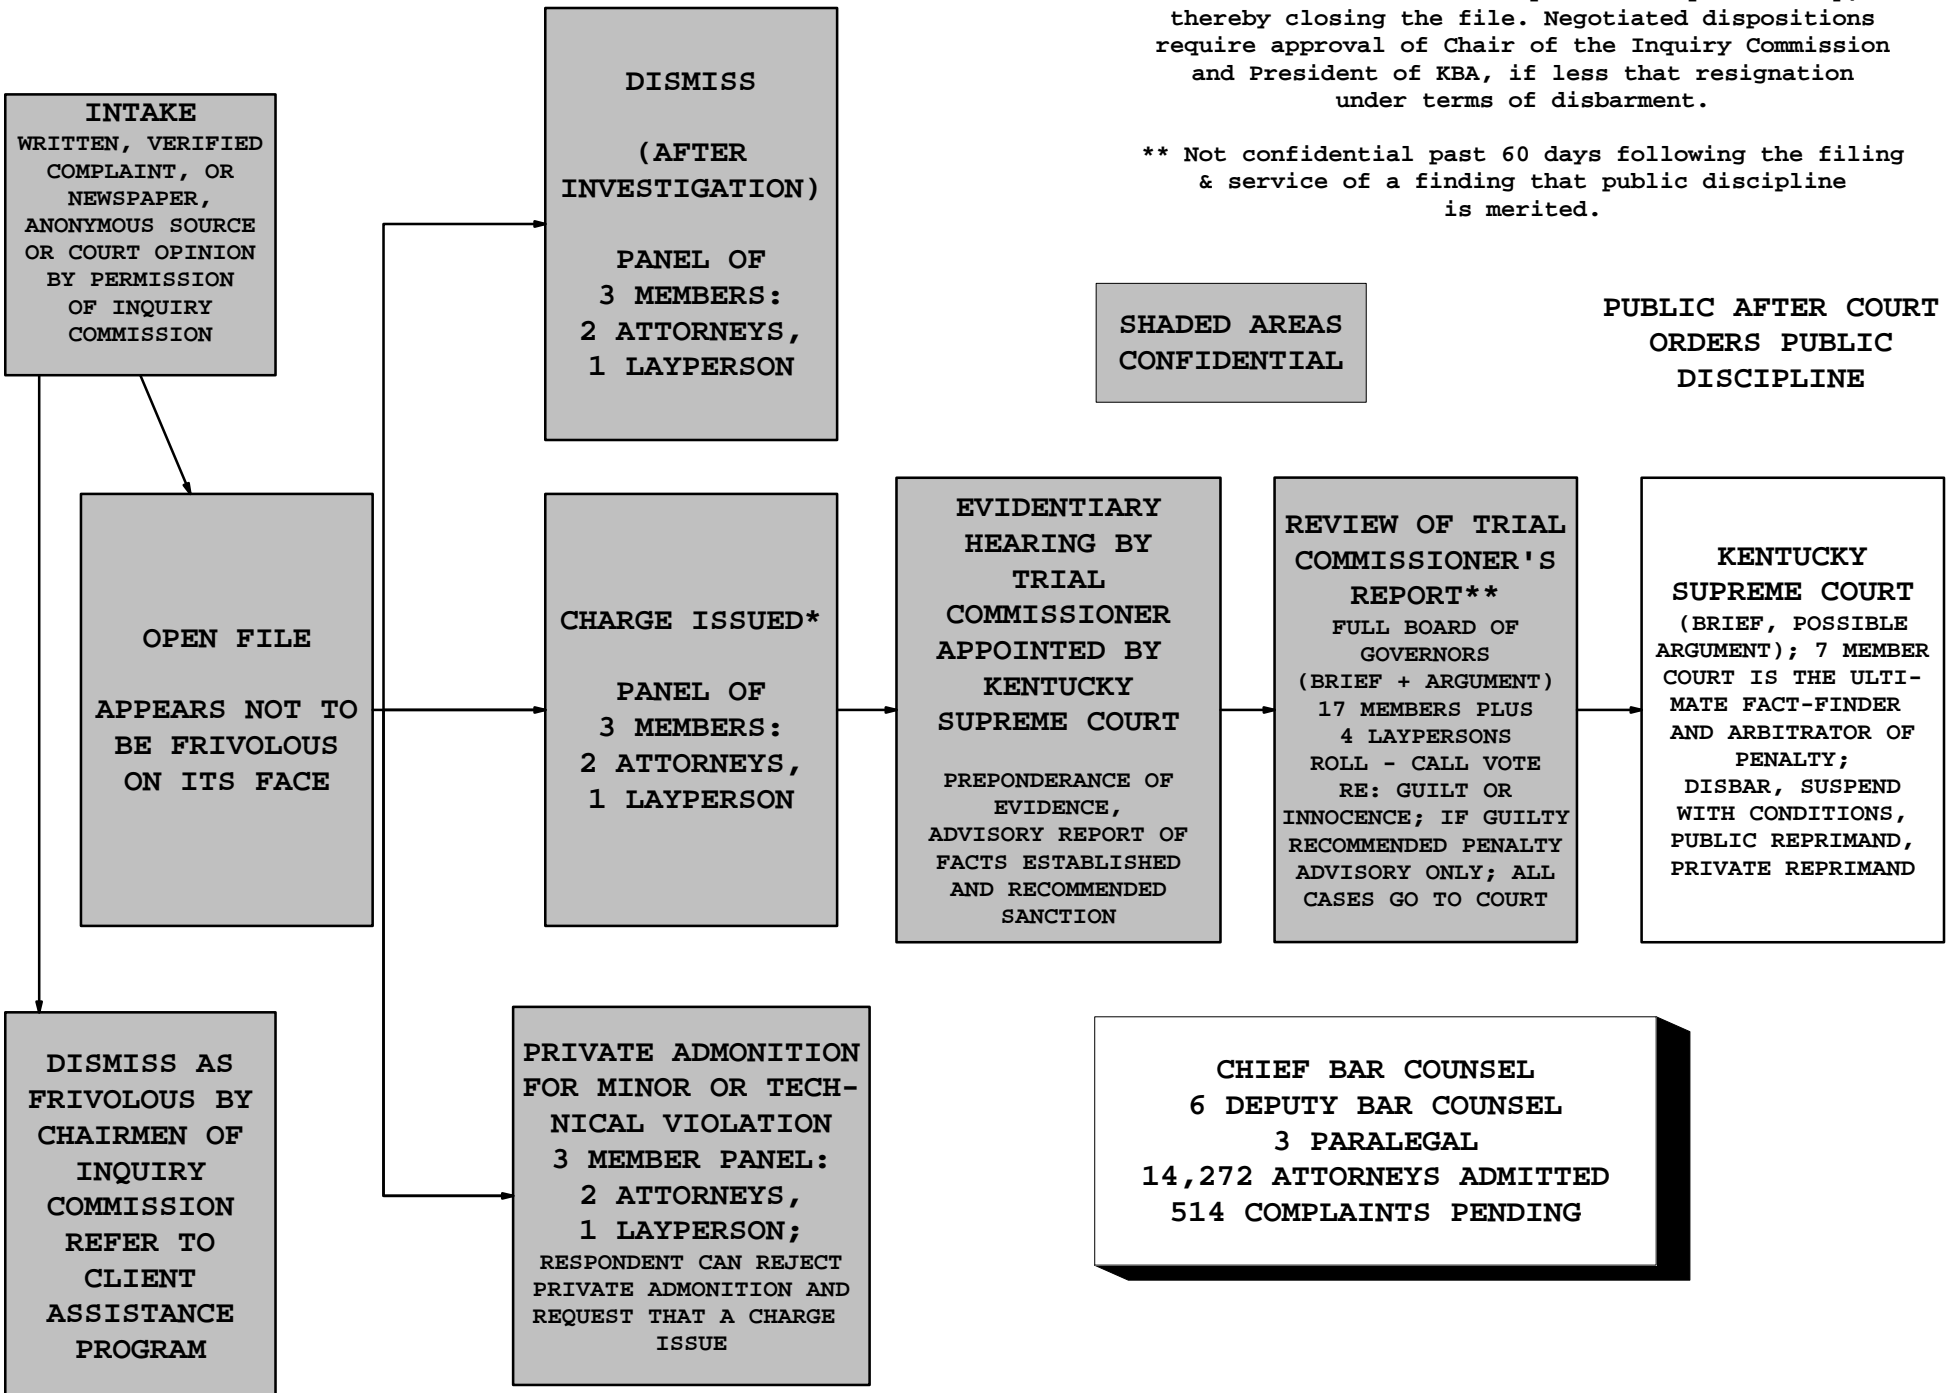 thereby closing the file. Negotiated dispositions
require approval of Chair of the Inquiry Commission
and President of KBA, if less that resignation
under terms of disbarment.
** Not confidential past 60 days following the filing
& service of a finding that public discipline
is merited.
INTAKE
WRITTEN, VERIFIED
COMPLAINT, OR
NEWSPAPER,
ANONYMOUS SOURCE
OR COURT OPINION
BY PERMISSION
OF INQUIRY
COMMISSION
DISMISS
(AFTER
INVESTIGATION)
PANEL OF
3 MEMBERS:
2 ATTORNEYS,
1 LAYPERSON
SHADED AREAS
CONFIDENTIAL
PUBLIC AFTER COURT
ORDERS PUBLIC
DISCIPLINE
OPEN FILE
APPEARS NOT TO
BE FRIVOLOUS
ON ITS FACE
CHARGE ISSUED*
PANEL OF
3 MEMBERS:
2 ATTORNEYS,
1 LAYPERSON
EVIDENTIARY
HEARING BY
TRIAL
COMMISSIONER
APPOINTED BY
KENTUCKY
SUPREME COURT
PREPONDERANCE OF
EVIDENCE,
ADVISORY REPORT OF
FACTS ESTABLISHED
AND RECOMMENDED
SANCTION
REVIEW OF TRIAL
COMMISSIONER'S
REPORT**
FULL BOARD OF
GOVERNORS
(BRIEF + ARGUMENT)
17 MEMBERS PLUS
4 LAYPERSONS
ROLL - CALL VOTE
RE: GUILT OR
INNOCENCE; IF GUILTY
RECOMMENDED PENALTY
ADVISORY ONLY; ALL
CASES GO TO COURT
KENTUCKY
SUPREME COURT
(BRIEF, POSSIBLE
ARGUMENT); 7 MEMBER
COURT IS THE ULTI-
MATE FACT-FINDER
AND ARBITRATOR OF
PENALTY;
DISBAR, SUSPEND
WITH CONDITIONS,
PUBLIC REPRIMAND,
PRIVATE REPRIMAND
DISMISS AS
FRIVOLOUS BY
CHAIRMEN OF
INQUIRY
COMMISSION
REFER TO
CLIENT
ASSISTANCE
PROGRAM
PRIVATE ADMONITION
FOR MINOR OR TECH-
NICAL VIOLATION
3 MEMBER PANEL:
2 ATTORNEYS,
1 LAYPERSON;
RESPONDENT CAN REJECT
PRIVATE ADMONITION AND
REQUEST THAT A CHARGE
ISSUE
CHIEF BAR COUNSEL
6 DEPUTY BAR COUNSEL
3 PARALEGAL
14,272 ATTORNEYS ADMITTED
514 COMPLAINTS PENDING